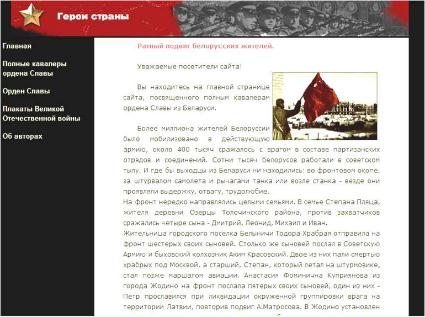 Герои страны
Главная
Полные кавалеры
ордена Славы
Орден Славы
Плакаты Великой
Отечественной войны
Об авторах
Ратный подвиг белорусских жителей.
Уважаемые посетители сайта!
Вы находитесь на главной странице
сайта, посвященного полным кавалерам
ордена Славы из Беларуси.
Более миллиона жителей Белоруссии
было мобилизовано в действующую
армию, около 400 тысяч сражалось с врагом в составе партизанских
отрядов и соединений. Сотни тысяч белорусов работали в советском
тылу. И где бы выходцы из Беларуси ни находились: во фронтовом окопе,
за штурвалом самолета и рычагами танка или возле станка - везде они
проявляли выдержку, отвагу, трудолюбие.
На фронт нередко направлялись целыми семьями. В семье Степана Пляца,
жителя деревни Озерцы Толочинского района, против захватчиков
сражались четыре сына - Дмитрий, Леонид, Михаил и Иван.
Жительница городского поселка Бельничи Тодора Храбрая отправила на
фронт шестерых своих сыновей. Столько же сыновей послал в Советскую
Армию и быховский колхозник Аким Красовский. Двое из них пали смертью
храбрых под Москвой, а старший, Степан, который летал на штурмовике,
стал позже маршалом авиации. Анастасия Фоминична Куприянова из
города Жодино на фронт послала пятерых своих сыновей, один из них -
Петр прославился при ликвидации окруженной группировки врага на
территории Латвии, повторив подвиг А.Матросова. В Жодино установлен